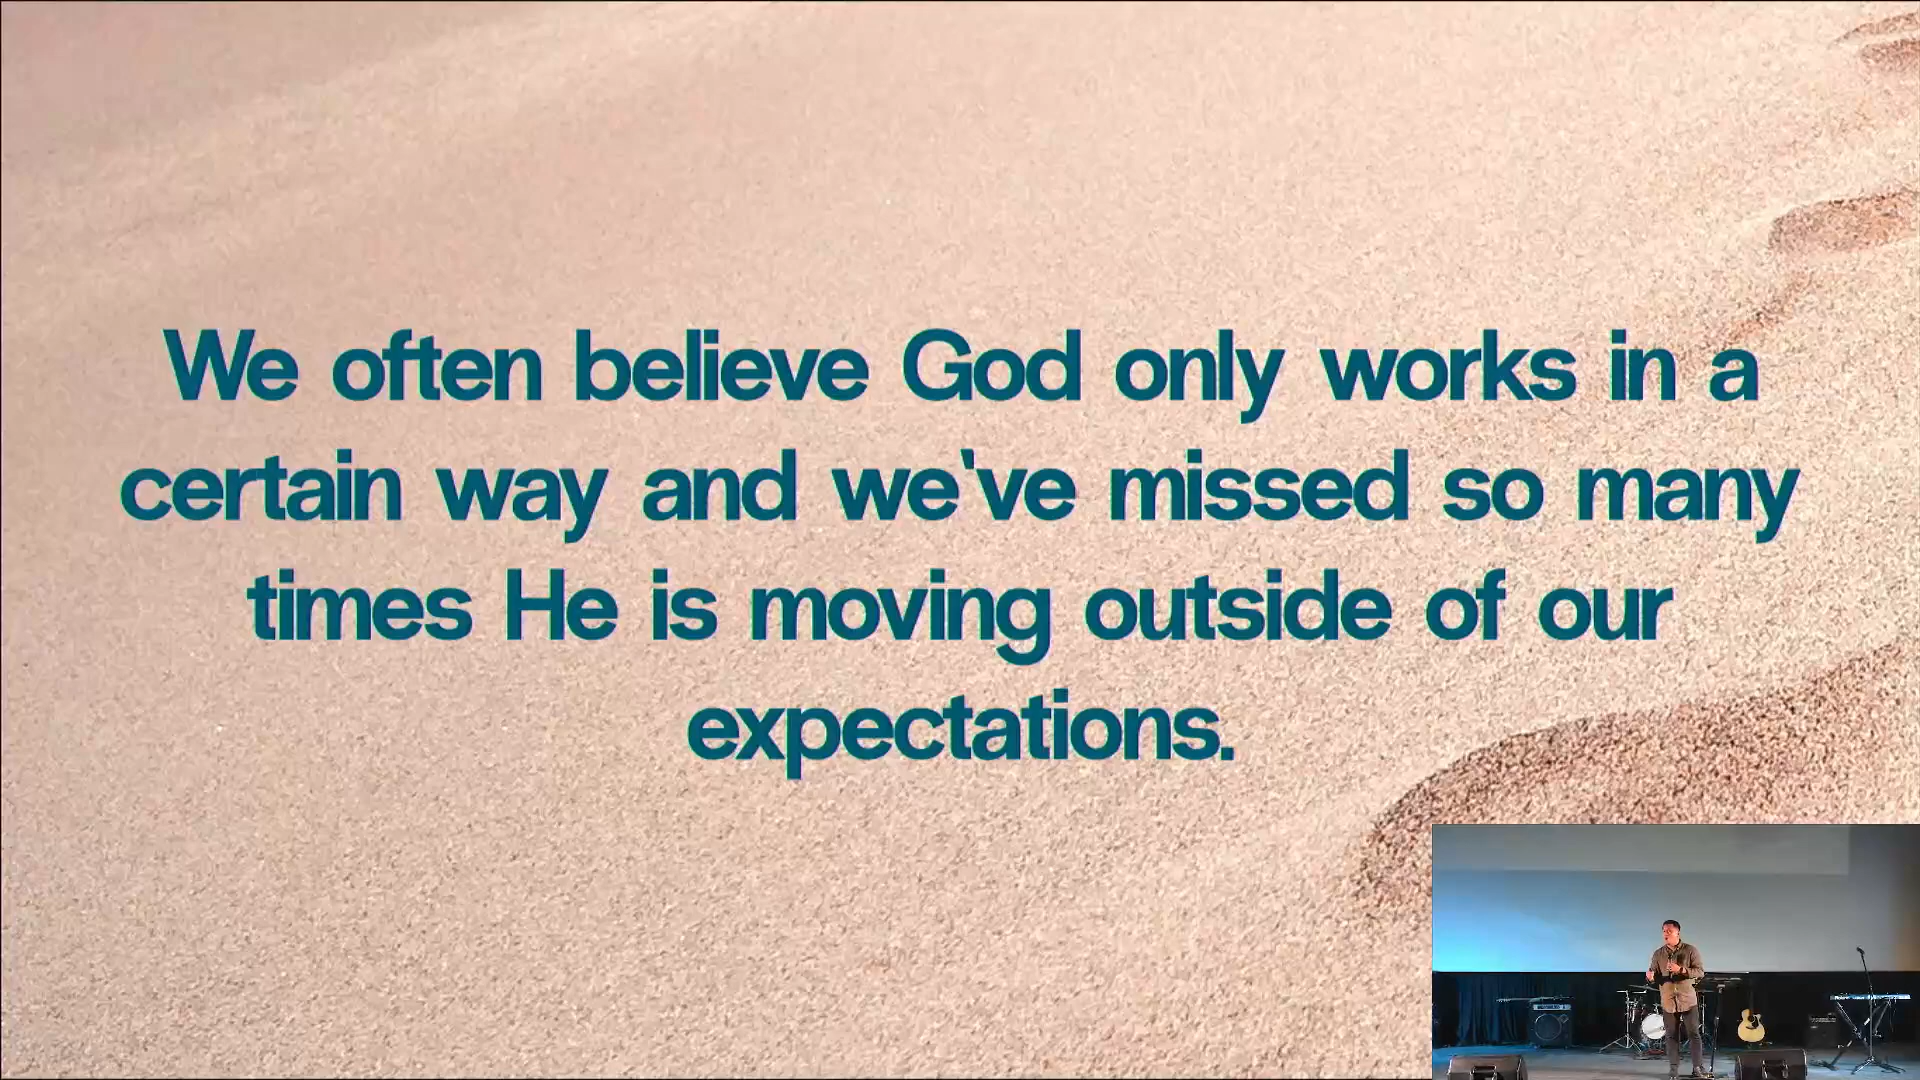 We often believe God only works in a
certain way and we've missed so many
times He is moving outside of our
expectations.